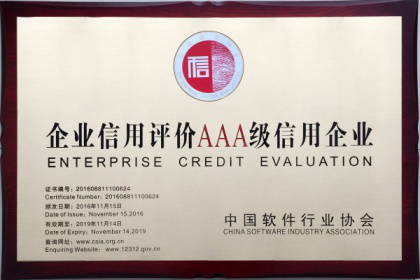 信
企业信用评价AAA级信用企业
ENTERPRISE CREDIT EVALUATION
证书编号：201608811100624
Certificate Number: 201608811100624
颁发日期：2016年11月15日
Date of Issue: November 15,2016
有效期至：2019年11月14日
Date of Expiry: November 14,2019
查询网址：www.csia.org.cn
Enquiring Website: www.12312.gov.cn
中国软件行业协会
CHINA SOFTWARE INDUSTRY ASSOCIATION